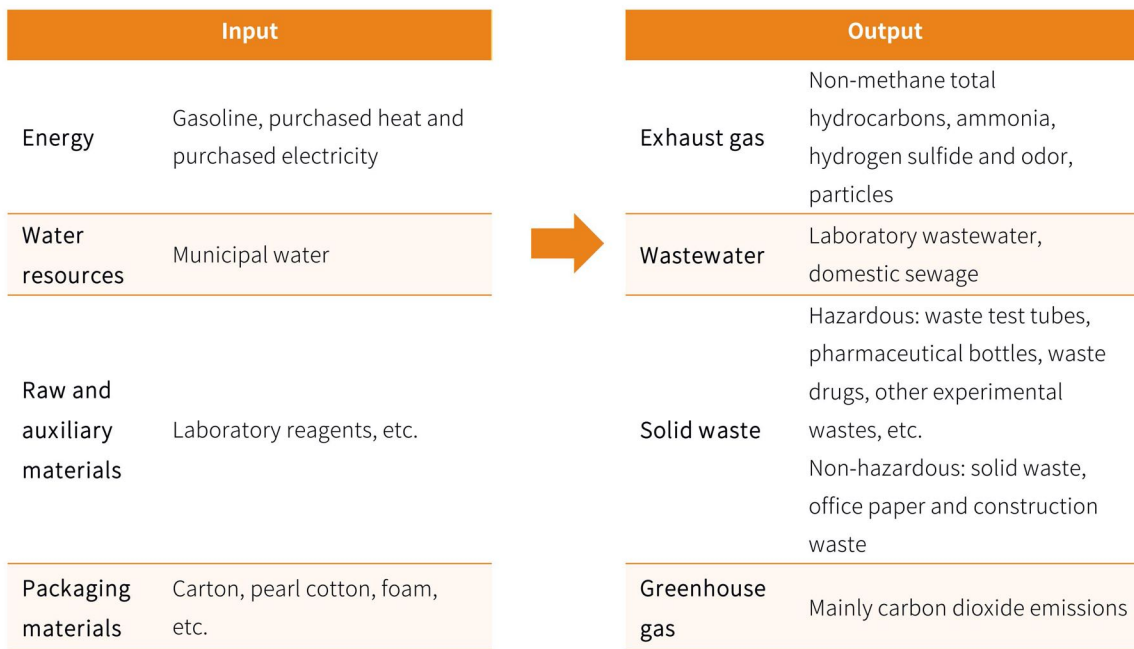 Input
Energy
Gasoline, purchased heat and
purchased electricity
Water
resources
Municipal water
Raw and
auxiliary
materials
Laboratory reagents, etc.
Packaging
materials
Carton, pearl cotton, foam,
etc.
Output
Exhaust gas
Non-methane total
hydrocarbons, ammonia,
hydrogen sulfide and odor,
particles
Wastewater
Laboratory wastewater,
domestic sewage
Solid waste
Hazardous: waste test tubes,
pharmaceutical bottles, waste
drugs, other experimental
wastes, etc.
Non-hazardous: solid waste,
office paper and construction
waste
Greenhouse
gas
Mainly carbon dioxide emissions